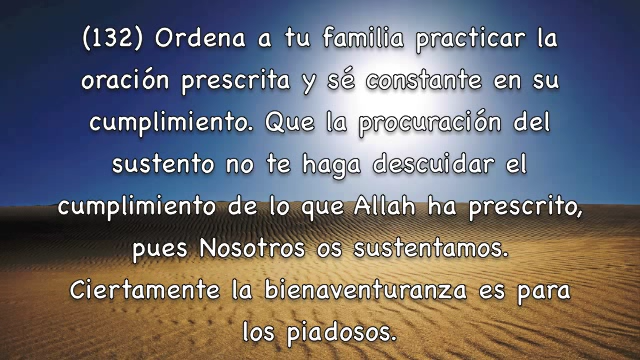 (132) Ordena a tu familia practicar la
oración prescrita y sé constante en su
cumplimiento. Que la procuración del
sustento no te haga descuidar el
cumplimiento de lo que Allah ha prescrito,
pues Nosotros os sustentamos.
Ciertamente la bienaventuranza es para
los piadosos.